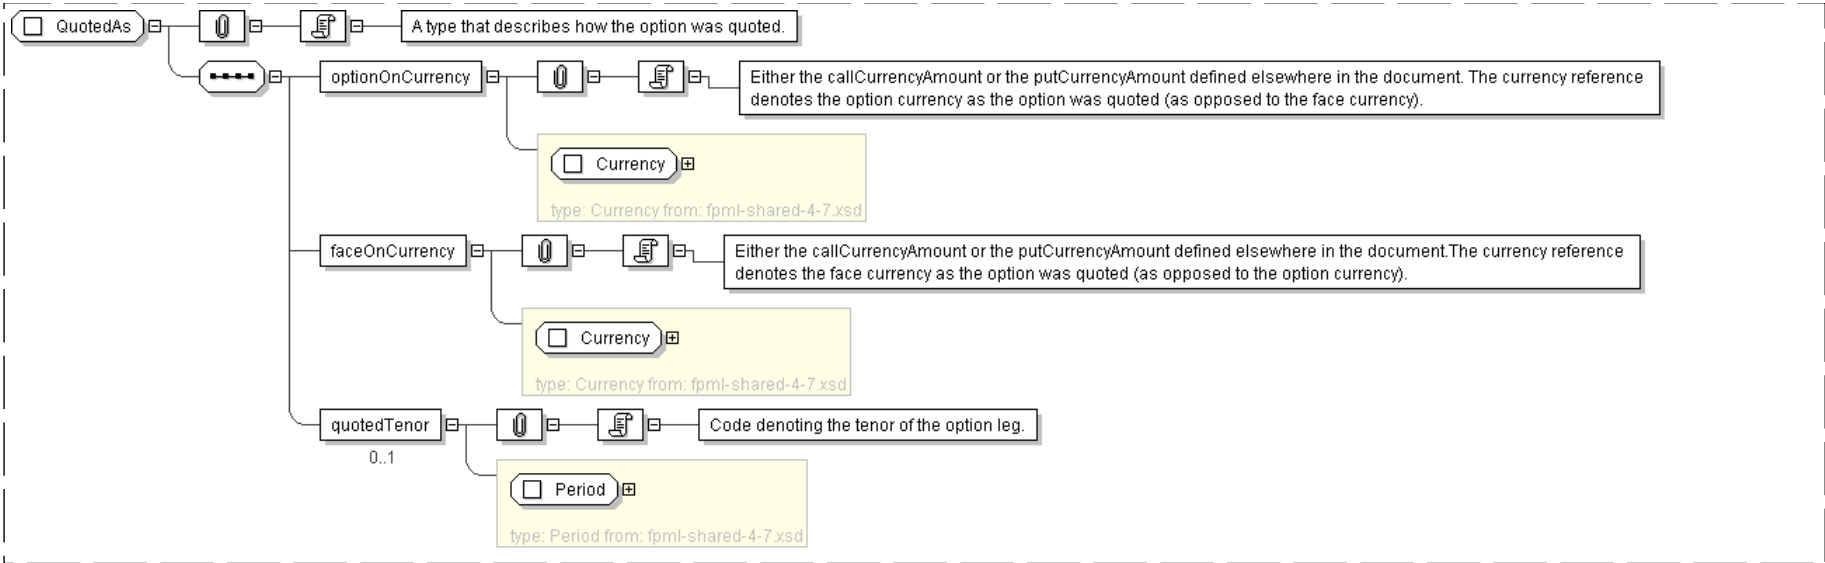 QuotedAs
A type that describes how the option was quoted.
optionOnCurrency
Either the callCurrencyAmount or the putCurrencyAmount defined elsewhere in the document. The currency reference
denotes the option currency as the option was quoted (as opposed to the face currency).
Currency
type: Currency from: fpml-shared-4-7.xsd
faceOnCurrency
Either the callCurrencyAmount or the putCurrencyAmount defined elsewhere in the document.The currency reference
denotes the face currency as the option was quoted (as opposed to the option currency).
Currency
type: Currency from: fpml-shared-4-7.xsd
quotedTenor
Code denoting the tenor of the option leg.
0..1
Period
type: Period from: fpml-shared-4-7.xsd